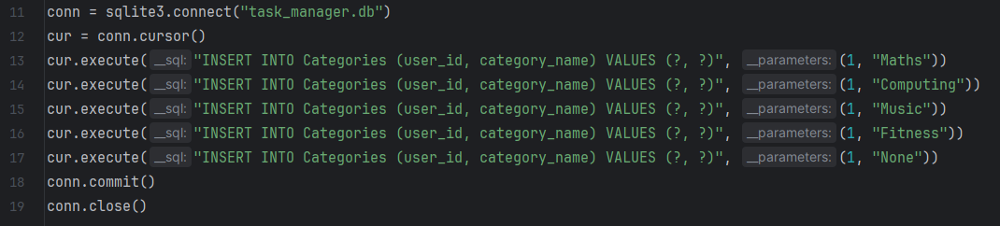 11 conn = sqlite3.connect("task_manager.db")
12 cur = conn.cursor()
13 cur.execute( __sql: "INSERT INTO Categories (user_id, category_name) VALUES (?, ?)", __parameters: (1, "Maths"))
14 cur.execute( __sql: "INSERT INTO Categories (user_id, category_name) VALUES (?, ?)", __parameters: (1, "Computing"))
15 cur.execute( __sql: "INSERT INTO Categories (user_id, category_name) VALUES (?, ?)", __parameters: (1, "Music"))
16 cur.execute( __sql: "INSERT INTO Categories (user_id, category_name) VALUES (?, ?)", __parameters: (1, "Fitness"))
17 cur.execute( __sql: "INSERT INTO Categories (user_id, category_name) VALUES (?, ?)", __parameters: (1, "None"))
18 conn.commit()
19 conn.close()